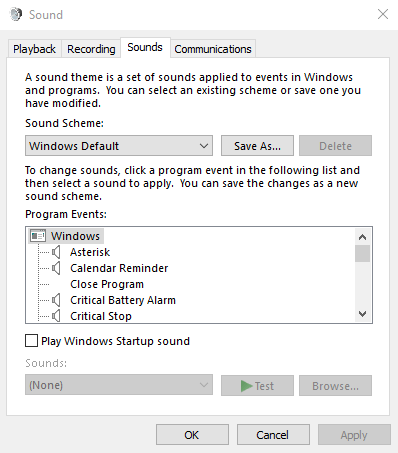 Sound
Playback Recording Sounds Communications
A sound theme is a set of sounds applied to events in Windows
and programs. You can select an existing scheme or save one you
have modified.
Sound Scheme:
Windows Default Save As... Delete
To change sounds, click a program event in the following list and
then select a sound to apply. You can save the changes as a new
sound scheme.
Program Events:
Windows
Asterisk
Calendar Reminder
Close Program
Critical Battery Alarm
Critical Stop
Play Windows Startup sound
Sounds:
(None) Test Browse...
OK Cancel Apply